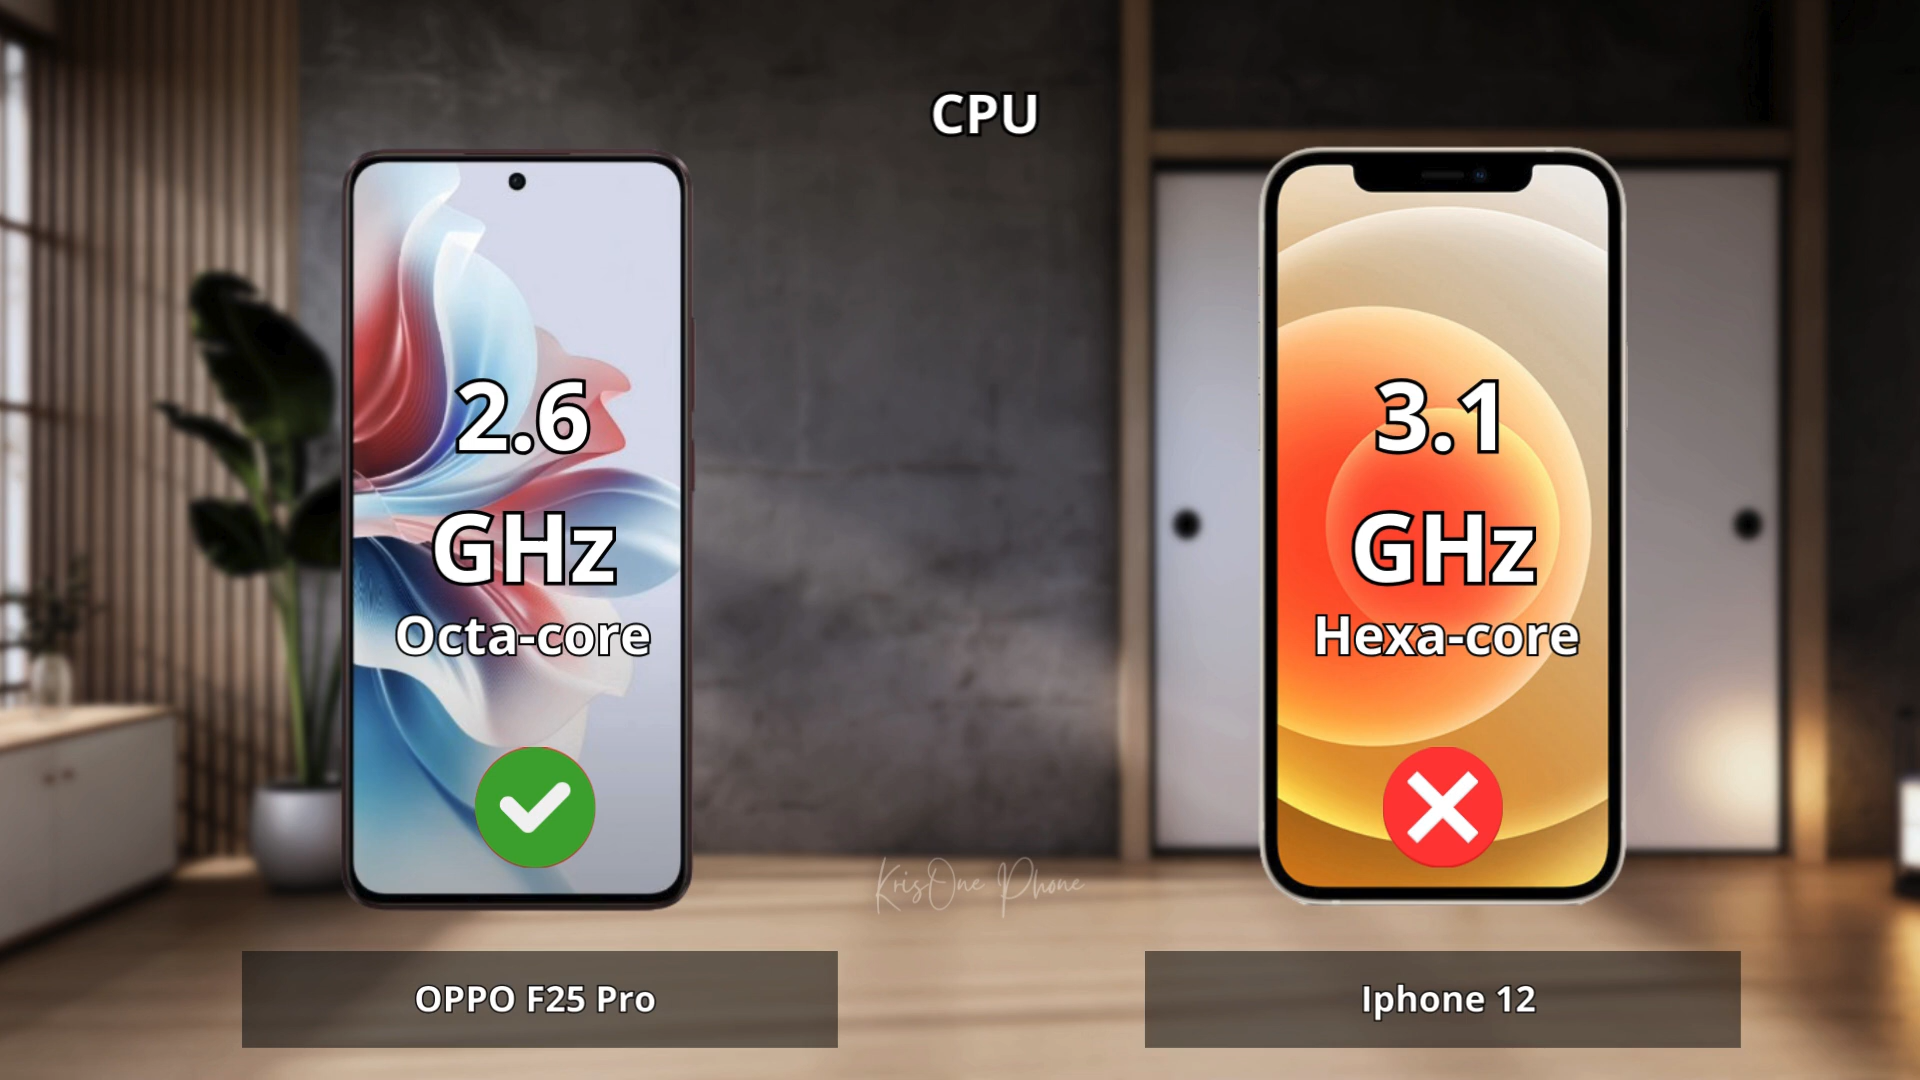 CPU
2.6
GHz
Octa-core
3.1
GHz
Hexa-core
KrisOne Phone
OPPO F25 Pro
Iphone 12